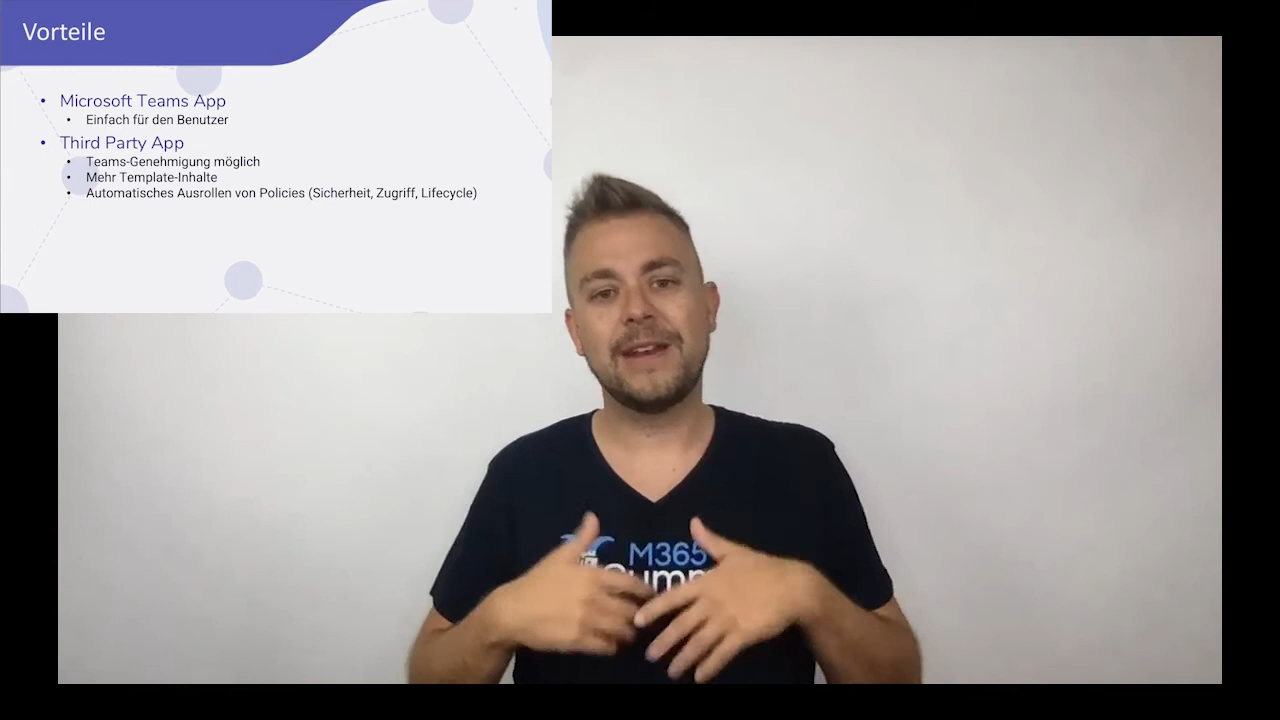 Vorteile
• Microsoft Teams App
• Einfach für den Benutzer
• Third Party App
• Teams-Genehmigung möglich
• Mehr Template-Inhalte
• Automatisches Ausrollen von Policies (Sicherheit, Zugriff, Lifecycle)
M365